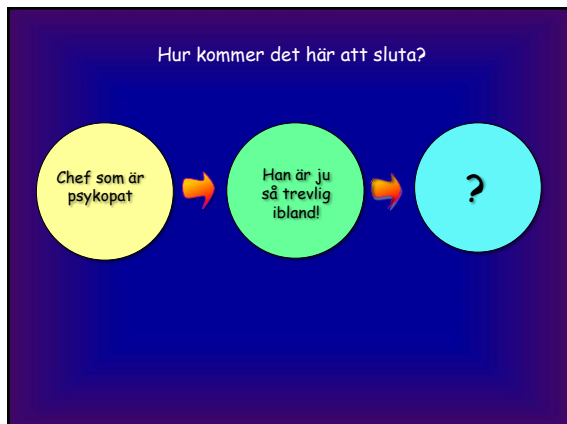 Hur kommer det här att sluta?
Chef som är
psykopat
Han är ju
så trevlig
ibland!
?